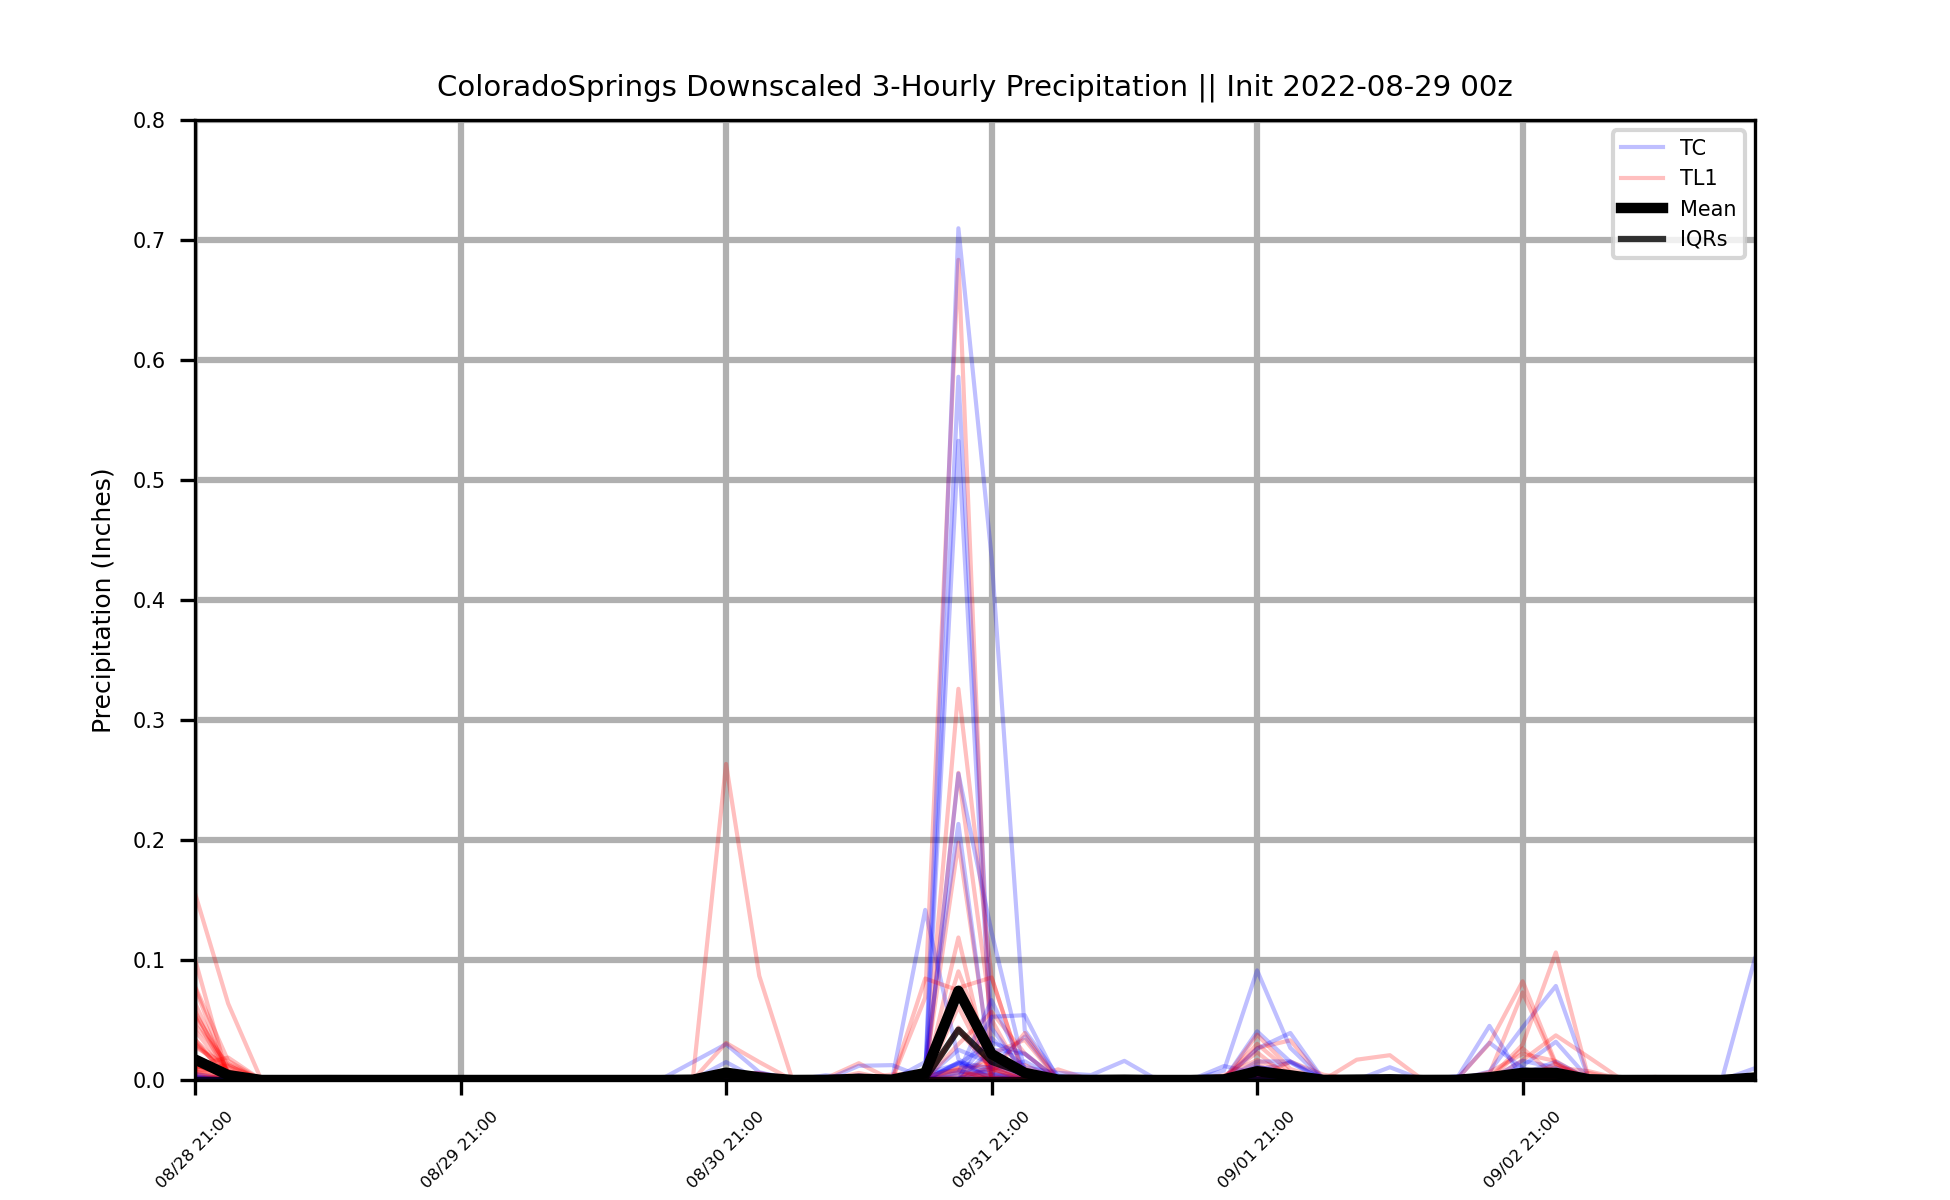 ColoradoSprings Downscaled 3-Hourly Precipitation || Init 2022-08-29 00z
TC
TL1
Mean
IQRs
Precipitation (Inches)
0.8
0.7
0.6
0.5
0.4
0.3
0.2
0.1
0.0
08/28 21:00
08/29 21:00
08/30 21:00
08/31 21:00
09/01 21:00
09/02 21:00